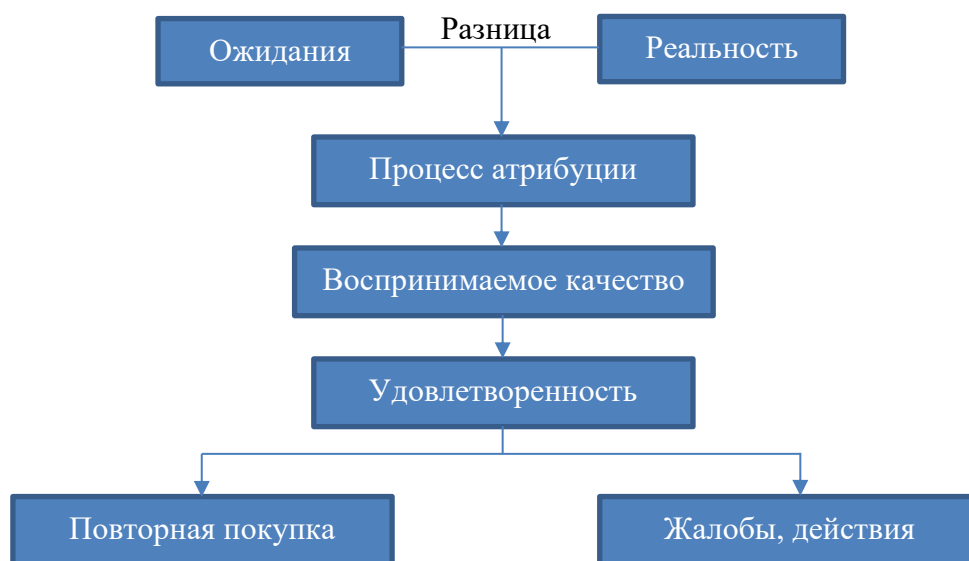 Разница
Ожидания
Реальность
Процесс атрибуции
Воспринимаемое качество
Удовлетворенность
Повторная покупка
Жалобы, действия